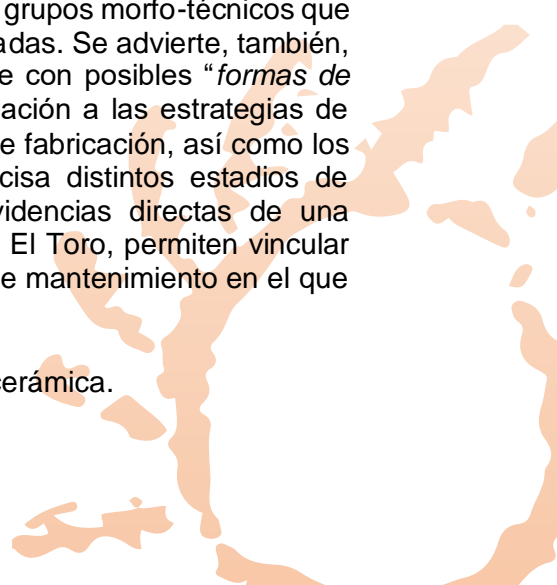 grupos morfo-técnicos que
adas. Se advierte, también,
e con posibles “formas de
ación a las estrategias de
e fabricación, así como los
cisa distintos estadios de
videncias directas de una
El Toro, permiten vincular
e mantenimiento en el que
cerámica.